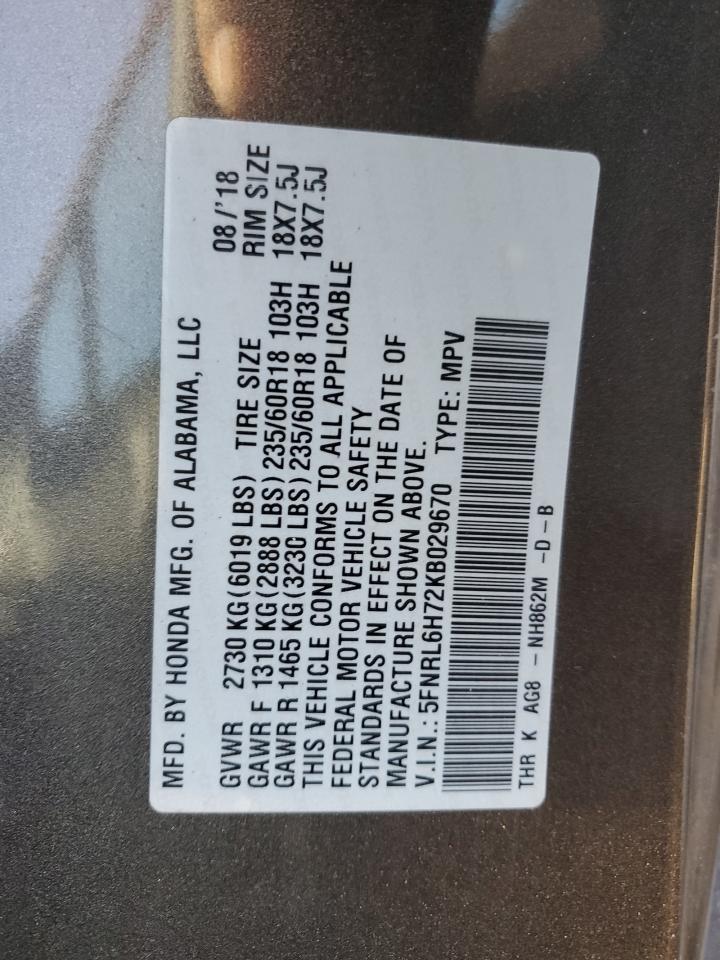 MFD. BY HONDA MFG. OF ALABAMA, LLC
08/'18
GVWR 2730 KG(6019 LBS) TIRE SIZE RIM SIZE
GAWR F 1310 KG(2888 LBS)235/60R18 103H 18X7.5J
GAWR R 1465 KG(3230 LBS)235/60R18 103H 18X7.5J
THIS VEHICLE CONFORMS TO ALL APPLICABLE
FEDERAL MOTOR VEHICLE SAFETY
STANDARDS IN EFFECT ON THE DATE OF
MANUFACTURE SHOWN ABOVE.
V.I.N.: 5FNRL6H72KB029670 TYPE: MPV
THR K AG8 -NH862M -D-B